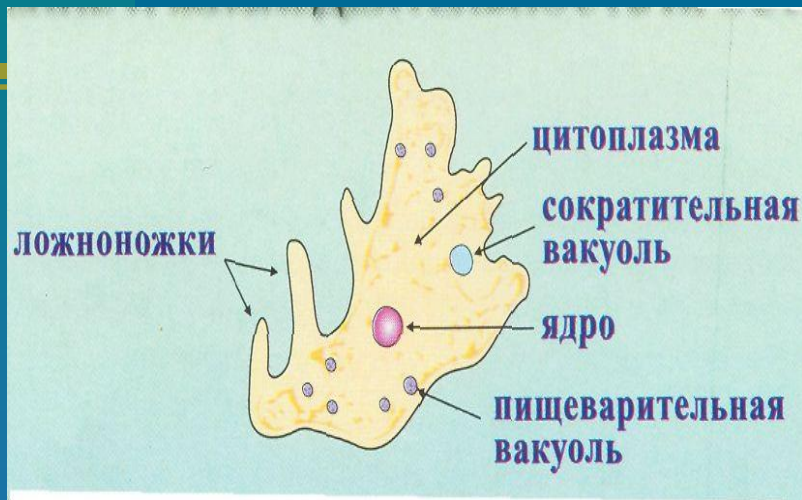 цитоплазма
сократительная
вакуоль
ложноножки
ядро
пищеварительная
вакуоль